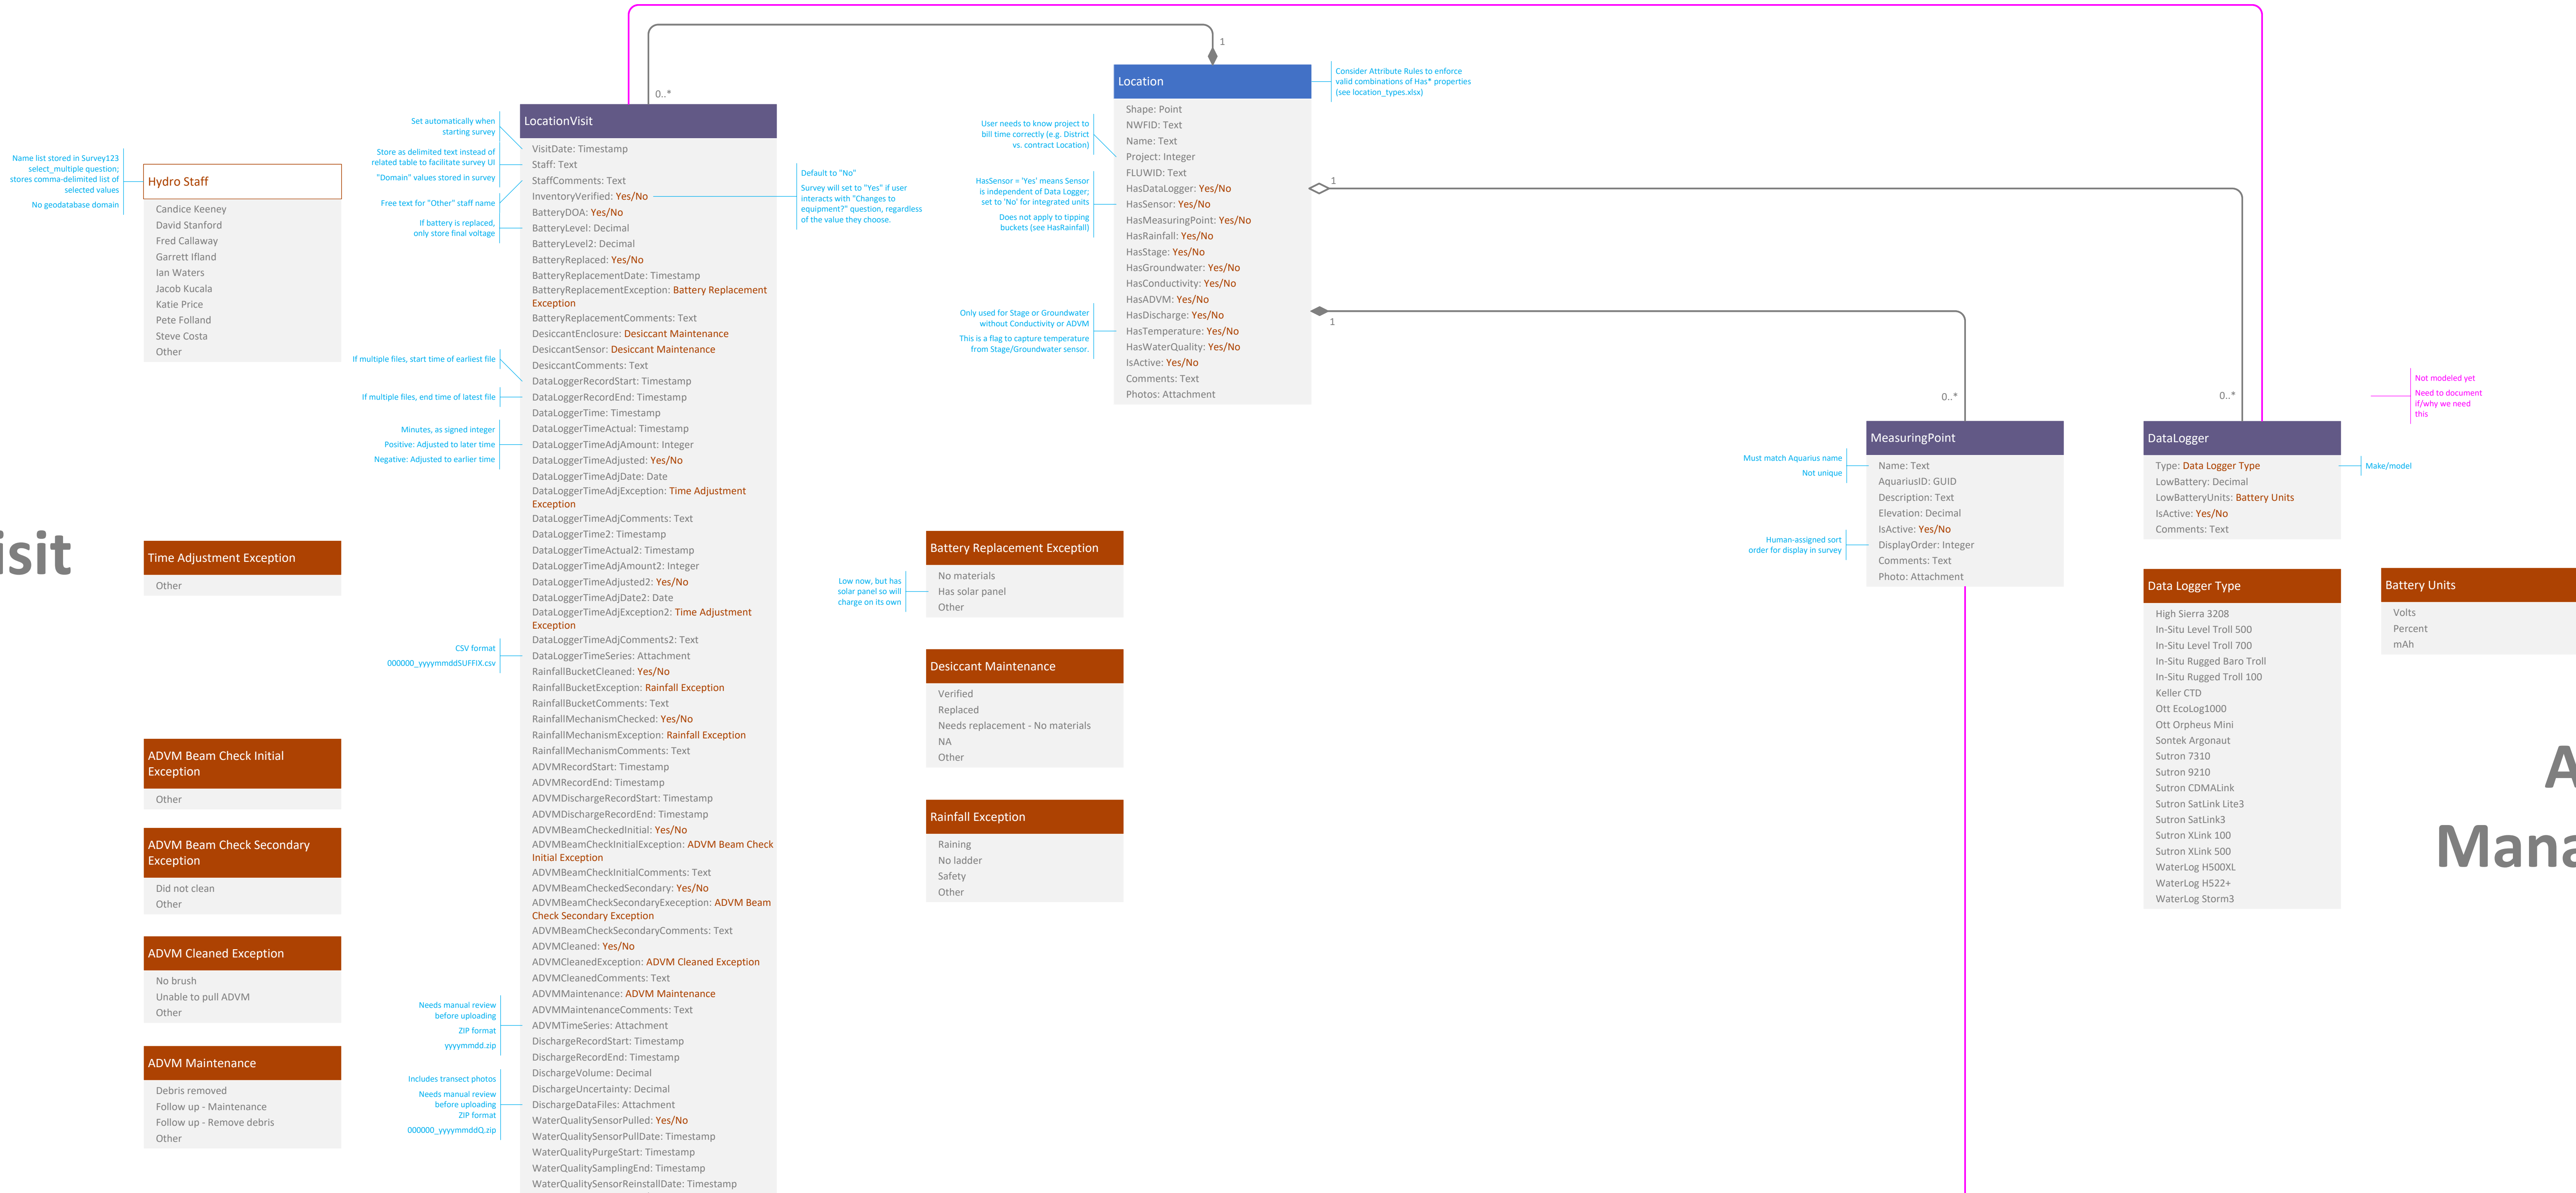 Name list stored in Survey123
select_multiple question;
stores comma-delimited list of
selected values
No geodatabase domain
Hydro Staff
Candice Keeney
David Stanford
Fred Callaway
Garrett Ifland
Ian Waters
Jacob Kucala
Katie Price
Pete Folland
Steve Costa
Other
isit
Time Adjustment Exception
Other
ADVM Beam Check Initial
Exception
Other
ADVM Beam Check Secondary
Exception
Did not clean
Other
ADVM Cleaned Exception
No brush
Unable to pull ADVM
Other
ADVM Maintenance
Debris removed
Follow up - Maintenance
Follow up - Remove debris
Other
Set automatically when
starting survey
Store as delimited text instead of
related table to facilitate survey UI
"Domain" values stored in survey
Free text for "Other" staff name
If battery is replaced,
only store final voltage
If multiple files, start time of earliest file
If multiple files, end time of latest file
Minutes, as signed integer
Positive: Adjusted to later time
Negative: Adjusted to earlier time
CSV format
000000_yyyymmddSUFFIX.csv
Needs manual review
before uploading
ZIP format
yyyymmdd.zip
Includes transect photos
Needs manual review
before uploading
ZIP format
000000_yyyymmddQ.zip
0..*
LocationVisit
VisitDate: Timestamp
Staff: Text
StaffComments: Text
InventoryVerified: Yes/No
BatteryDOA: Yes/No
BatteryLevel: Decimal
BatteryLevel2: Decimal
BatteryReplaced: Yes/No
BatteryReplacementDate: Timestamp
BatteryReplacementException: Battery Replacement
Exception
BatteryReplacementComments: Text
DesiccantEnclosure: Desiccant Maintenance
DesiccantSensor: Desiccant Maintenance
DesiccantComments: Text
DataLoggerRecordStart: Timestamp
DataLoggerRecordEnd: Timestamp
DataLoggerTime: Timestamp
DataLoggerTimeActual: Timestamp
DataLoggerTimeAdjAmount: Integer
DataLoggerTimeAdjusted: Yes/No
DataLoggerTimeAdjDate: Date
DataLoggerTimeAdjException: Time Adjustment
Exception
DataLoggerTimeAdjComments: Text
DataLoggerTime2: Timestamp
DataLoggerTimeActual2: Timestamp
DataLoggerTimeAdjAmount2: Integer
DataLoggerTimeAdjusted2: Yes/No
DataLoggerTimeAdjDate2: Date
DataLoggerTimeAdjException2: Time Adjustment
Exception
DataLoggerTimeAdjComments2: Text
DataLoggerTimeSeries: Attachment
RainfallBucketCleaned: Yes/No
RainfallBucketException: Rainfall Exception
RainfallBucketComments: Text
RainfallMechanismChecked: Yes/No
RainfallMechanismException: Rainfall Exception
RainfallMechanismComments: Text
ADVMRecordStart: Timestamp
ADVMRecordEnd: Timestamp
ADVMDischargeRecordStart: Timestamp
ADVMDischargeRecordEnd: Timestamp
ADVMBeamCheckedInitial: Yes/No
ADVMBeamCheckInitialException: ADVM Beam Check
Initial Exception
ADVMBeamCheckInitialComments: Text
ADVMBeamCheckedSecondary: Yes/No
ADVMBeamCheckSecondaryExeception: ADVM Beam
Check Secondary Exception
ADVMBeamCheckSecondaryComments: Text
ADVMCleaned: Yes/No
ADVMCleanedException: ADVM Cleaned Exception
ADVMCleanedComments: Text
ADVMMaintenance: ADVM Maintenance
ADVMMaintenanceComments: Text
ADVMTimeSeries: Attachment
DischargeRecordStart: Timestamp
DischargeRecordEnd: Timestamp
DischargeVolume: Decimal
DischargeUncertainty: Decimal
DischargeDataFiles: Attachment
WaterQualitySensorPulled: Yes/No
WaterQualitySensorPullDate: Timestamp
WaterQualityPurgeStart: Timestamp
WaterQualitySamplingEnd: Timestamp
WaterQualitySensorReinstallDate: Timestamp
Default to "No"
Survey will set to "Yes" if user
interacts with "Changes to
equipment?" question, regardless
of the value they choose.
Low now, but has
solar panel so will
charge on its own
Battery Replacement Exception
No materials
Has solar panel
Other
Desiccant Maintenance
Verified
Replaced
Needs replacement - No materials
NA
Other
Rainfall Exception
Raining
No ladder
Safety
Other
User needs to know project to
bill time correctly (e.g. District
vs. contract Location)
HasSensor = 'Yes' means Sensor
is independent of Data Logger;
set to 'No' for integrated units
Does not apply to tipping
buckets (see HasRainfall)
Only used for Stage or Groundwater
without Conductivity or ADVM
This is a flag to capture temperature
from Stage/Groundwater sensor.
1
Location
Shape: Point
NWFID: Text
Name: Text
Project: Integer
FLUWID: Text
HasDataLogger: Yes/No
HasSensor: Yes/No
HasMeasuringPoint: Yes/No
HasRainfall: Yes/No
HasStage: Yes/No
HasGroundwater: Yes/No
HasConductivity: Yes/No
HasADVM: Yes/No
HasDischarge: Yes/No
HasTemperature: Yes/No
HasWaterQuality: Yes/No
IsActive: Yes/No
Comments: Text
Photos: Attachment
Consider Attribute Rules to enforce
valid combinations of Has* properties
(see location_types.xlsx)
1
1
0..*
Must match Aquarius name
Not unique
Human-assigned sort
order for display in survey
MeasuringPoint
Name: Text
AquariusID: GUID
Description: Text
Elevation: Decimal
IsActive: Yes/No
DisplayOrder: Integer
Comments: Text
Photo: Attachment
0..*
DataLogger
Type: Data Logger Type
LowBattery: Decimal
LowBatteryUnits: Battery Units
IsActive: Yes/No
Comments: Text
Make/model
Not modeled yet
Need to document
if/why we need
this
Data Logger Type
High Sierra 3208
In-Situ Level Troll 500
In-Situ Level Troll 700
In-Situ Rugged Baro Troll
In-Situ Rugged Troll 100
Keller CTD
Ott EcoLog1000
Ott Orpheus Mini
Sontek Argonaut
Sutron 7310
Sutron 9210
Sutron CDMALink
Sutron SatLink Lite3
Sutron SatLink3
Sutron XLink 100
Sutron XLink 500
WaterLog H500XL
WaterLog H522+
WaterLog Storm3
Battery Units
Volts
Percent
mAh
A
Mana